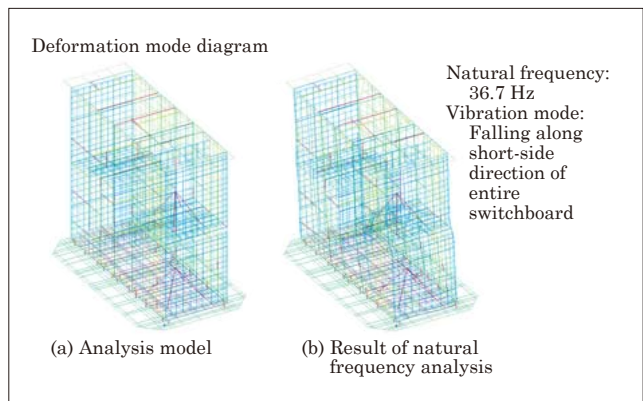 Deformation mode diagram
Natural frequency:
36.7 Hz
Vibration mode:
Falling along
short-side
direction of
entire
switchboard
(a) Analysis model
(b) Result of natural
frequency analysis